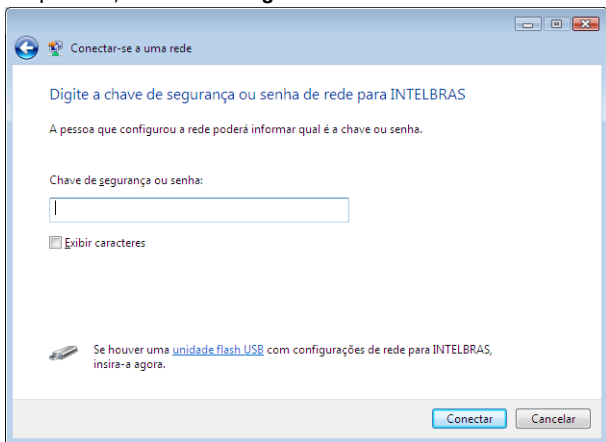 Conectar-se a uma rede
Digite a chave de segurança ou senha de rede para INTELBRAS
A pessoa que configurou a rede poderá informar qual é a chave ou senha.
Chave de segurança ou senha:
Exibir caracteres
Se houver uma unidade flash USB com configurações de rede para INTELBRAS,
insira-a agora.
Conectar
Cancelar